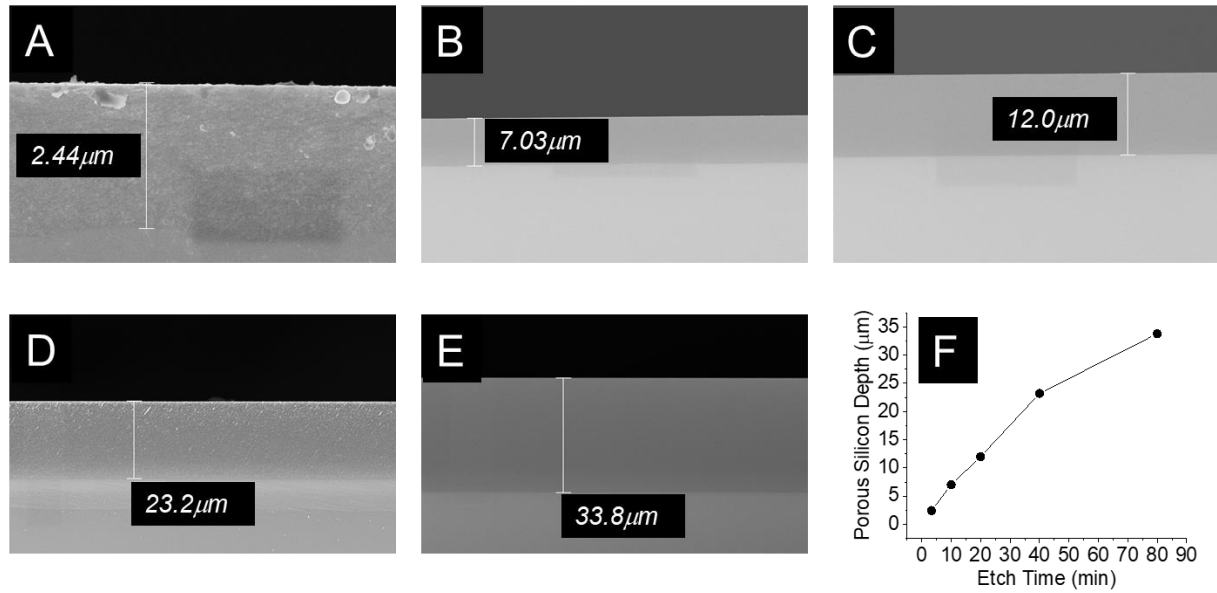 A
2.44μm
B
7.03μm
C
12.0μm
D
23.2μm
E
33.8μm
F
Porous Silicon Depth (μm)
35
30
25
20
15
10
5
0
0 10 20 30 40 50 60 70 80 90
Etch Time (min)